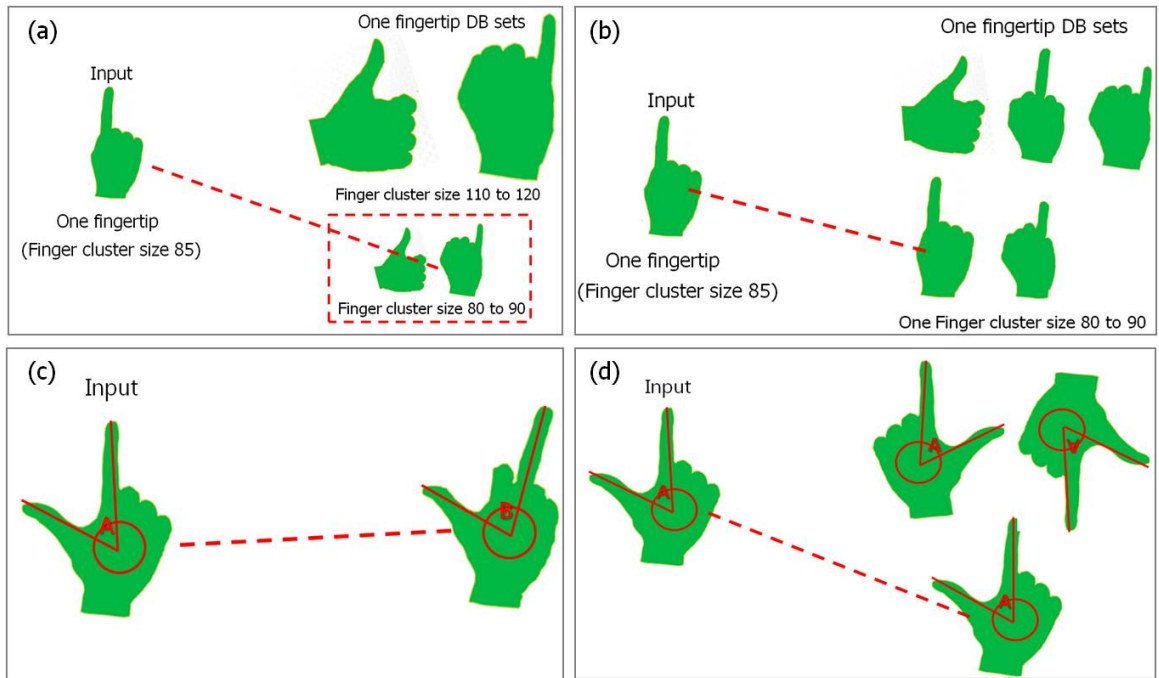 (a)
One fingertip DB sets
Input
Finger cluster size 110 to 120
One fingertip
(Finger cluster size 85)
Finger cluster size 80 to 90
(b)
One fingertip DB sets
Input
One fingertip
(Finger cluster size 85)
One Finger cluster size 80 to 90
(c)
Input
A
B
(d)
Input
A
A
A
A